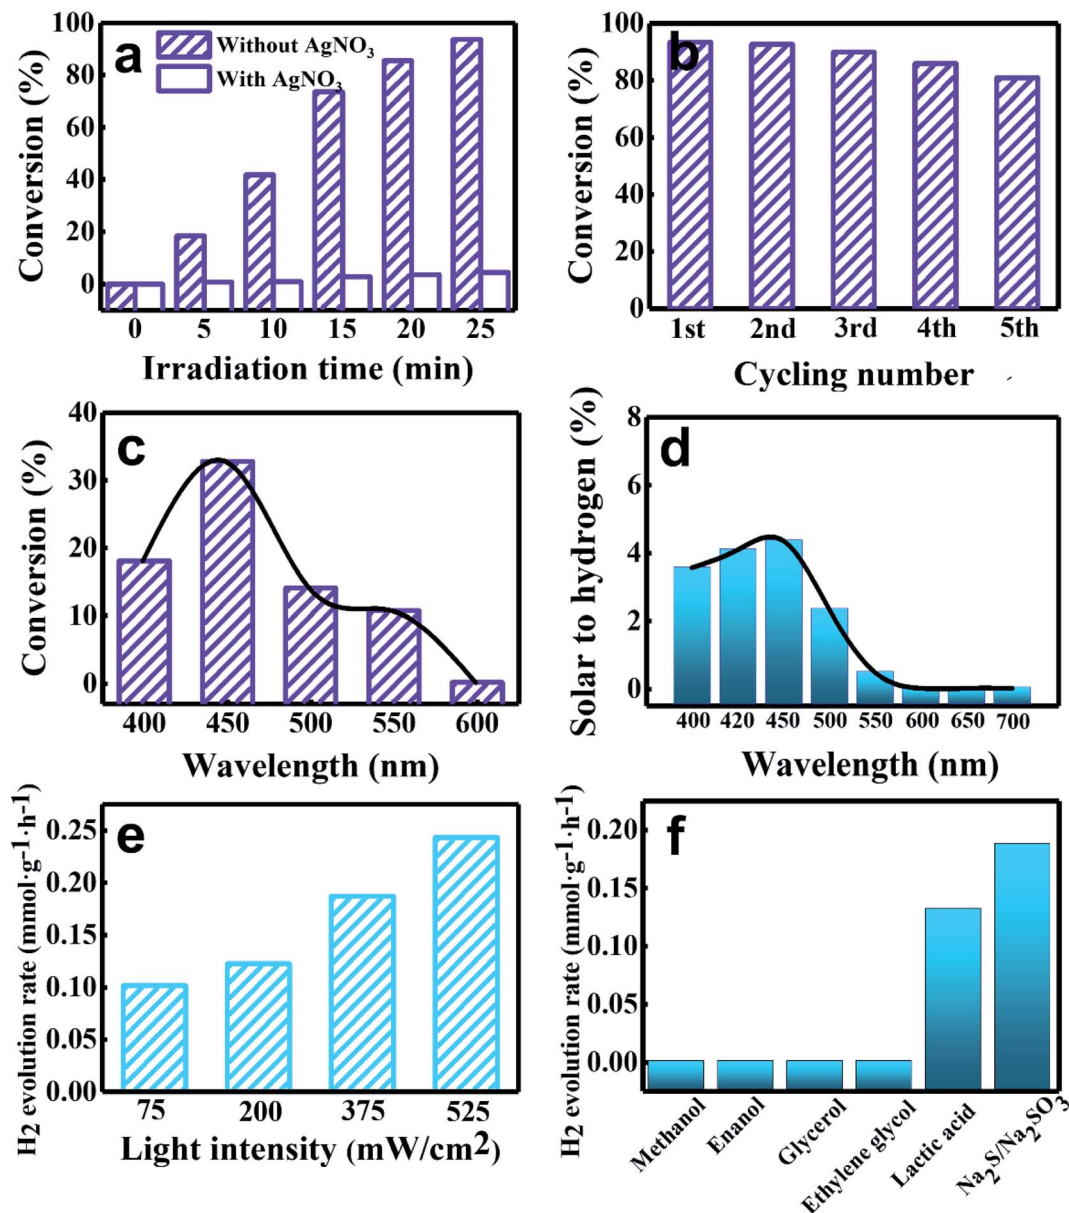 a
Conversion (%)
100
80
60
40
20
0
Without AgNO₃
With AgNO₃
0 5 10 15 20 25
Irradiation time (min)
b
Conversion (%)
100
80
60
40
20
0
1st 2nd 3rd 4th 5th
Cycling number
c
Conversion (%)
40
30
20
10
0
400 450 500 550 600
Wavelength (nm)
d
Solar to hydrogen (%)
8
6
4
2
0
400 420 450 500 550 600 650 700
Wavelength (nm)
e
H2 evolution rate (mmol·g-1·h-1)
0.25
0.20
0.15
0.10
0.05
0.00
75 200 375 525
Light intensity (mW/cm2)
f
H2 evolution rate (mmol·g-1·h-1)
0.20
0.15
0.10
0.05
0.00
Methanol
Enanol
Glycerol
Ethylene glycol
Lactic acid
Na₂S/Na₂SO₃